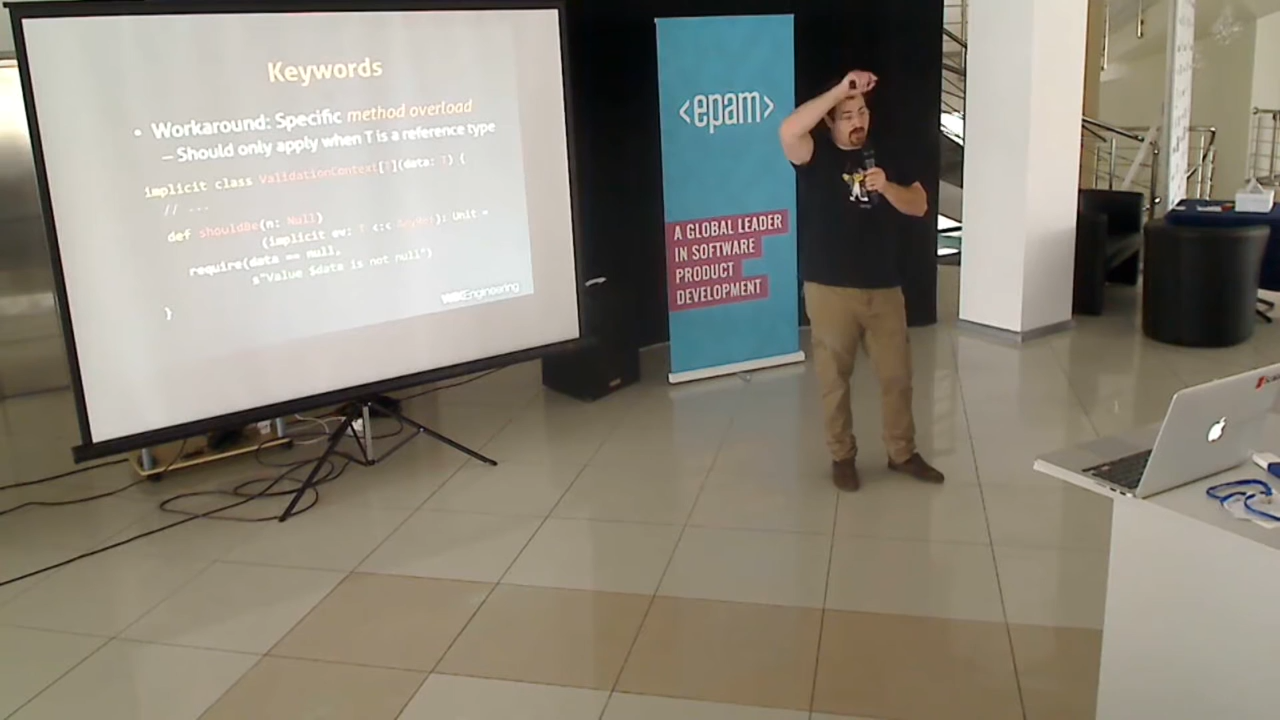 Keywords
• Workaround: Specific method overload
– Should only apply when T is a reference type
implicit class ValidationContext[T](data: T) {
// ...
def shouldBe(n: Null)
(implicit ev: T <:< AnyRef): Unit =
require(data == null,
s"Value $data is not null")
}
WixEngineering
<epam>
A GLOBAL LEADER
IN SOFTWARE
PRODUCT
DEVELOPMENT